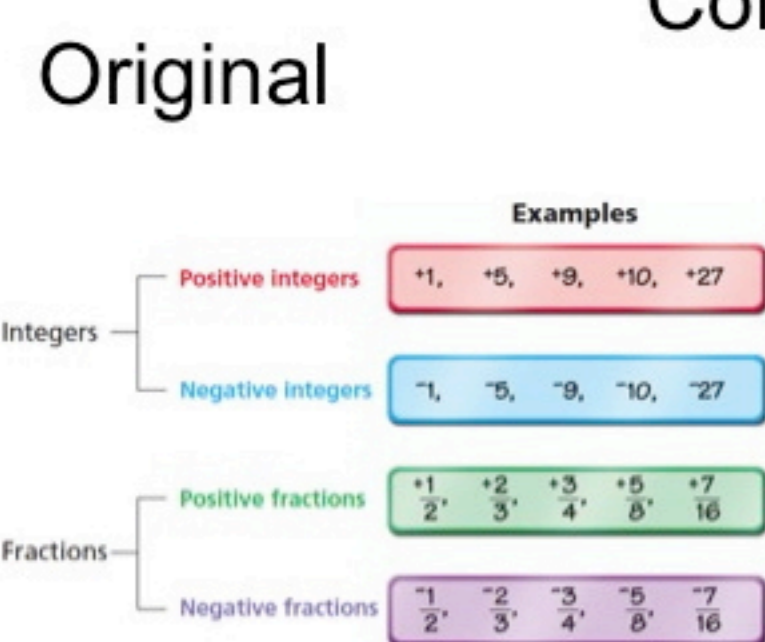 Original
Examples
Positive integers +1, +5, +9, +10, +27
Integers
Negative integers -1, -5, -9, -10, -27
Positive fractions +1/2, +2/3, +3/4, +5/8, +7/16
Fractions
Negative fractions -1/2, -2/3, -3/4, -5/8, -7/16